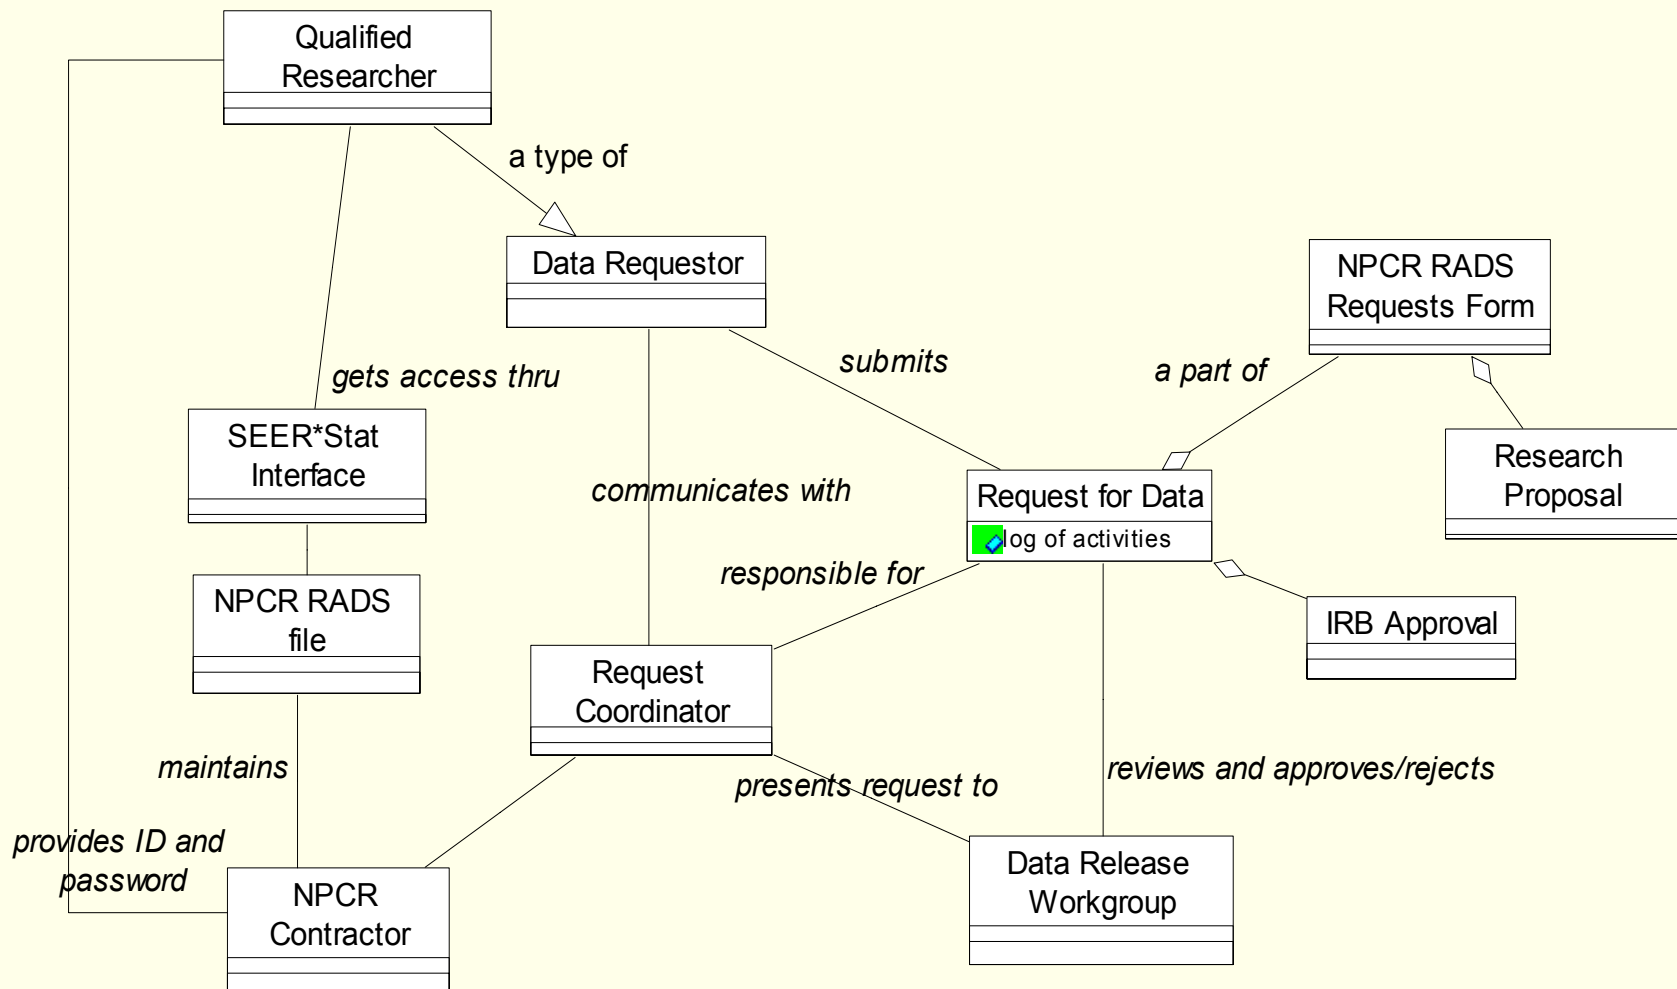 Qualified
Researcher
a type of
Data Requestor
NPCR RADS
Requests Form
submits
a part of
gets access thru
SEER*Stat
Interface
Research
Proposal
communicates with
Request for Data
log of activities
responsible for
NPCR RADS
file
IRB Approval
Request
Coordinator
maintains
presents request to
reviews and approves/rejects
provides ID and
password
NPCR
Contractor
Data Release
Workgroup